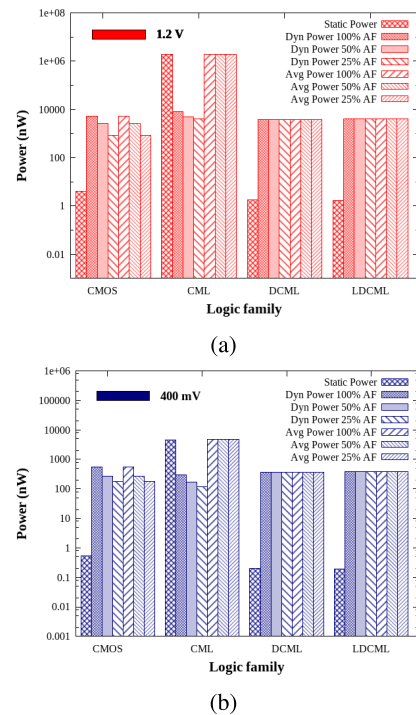 1e+08
1e+06
10000
100
1
0.01
Power (nW)
1.2 V
Static Power
Dyn Power 100% AF
Dyn Power 50% AF
Dyn Power 25% AF
Avg Power 100% AF
Avg Power 50% AF
Avg Power 25% AF
CMOS CML DCML LDCML
Logic family
(a)
1e+06
100000
10000
1000
100
10
1
0.1
0.01
0.001
Power (nW)
400 mV
Static Power
Dyn Power 100% AF
Dyn Power 50% AF
Dyn Power 25% AF
Avg Power 100% AF
Avg Power 50% AF
Avg Power 25% AF
CMOS CML DCML LDCML
Logic family
(b)